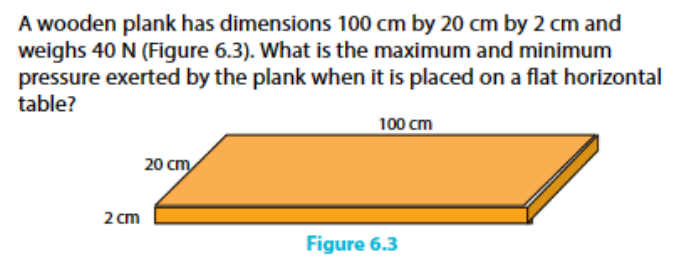 A wooden plank has dimensions 100 cm by 20 cm by 2 cm and
weighs 40 N (Figure 6.3). What is the maximum and minimum
pressure exerted by the plank when it is placed on a flat horizontal
table?
100 cm
20 cm
2 cm
Figure 6.3